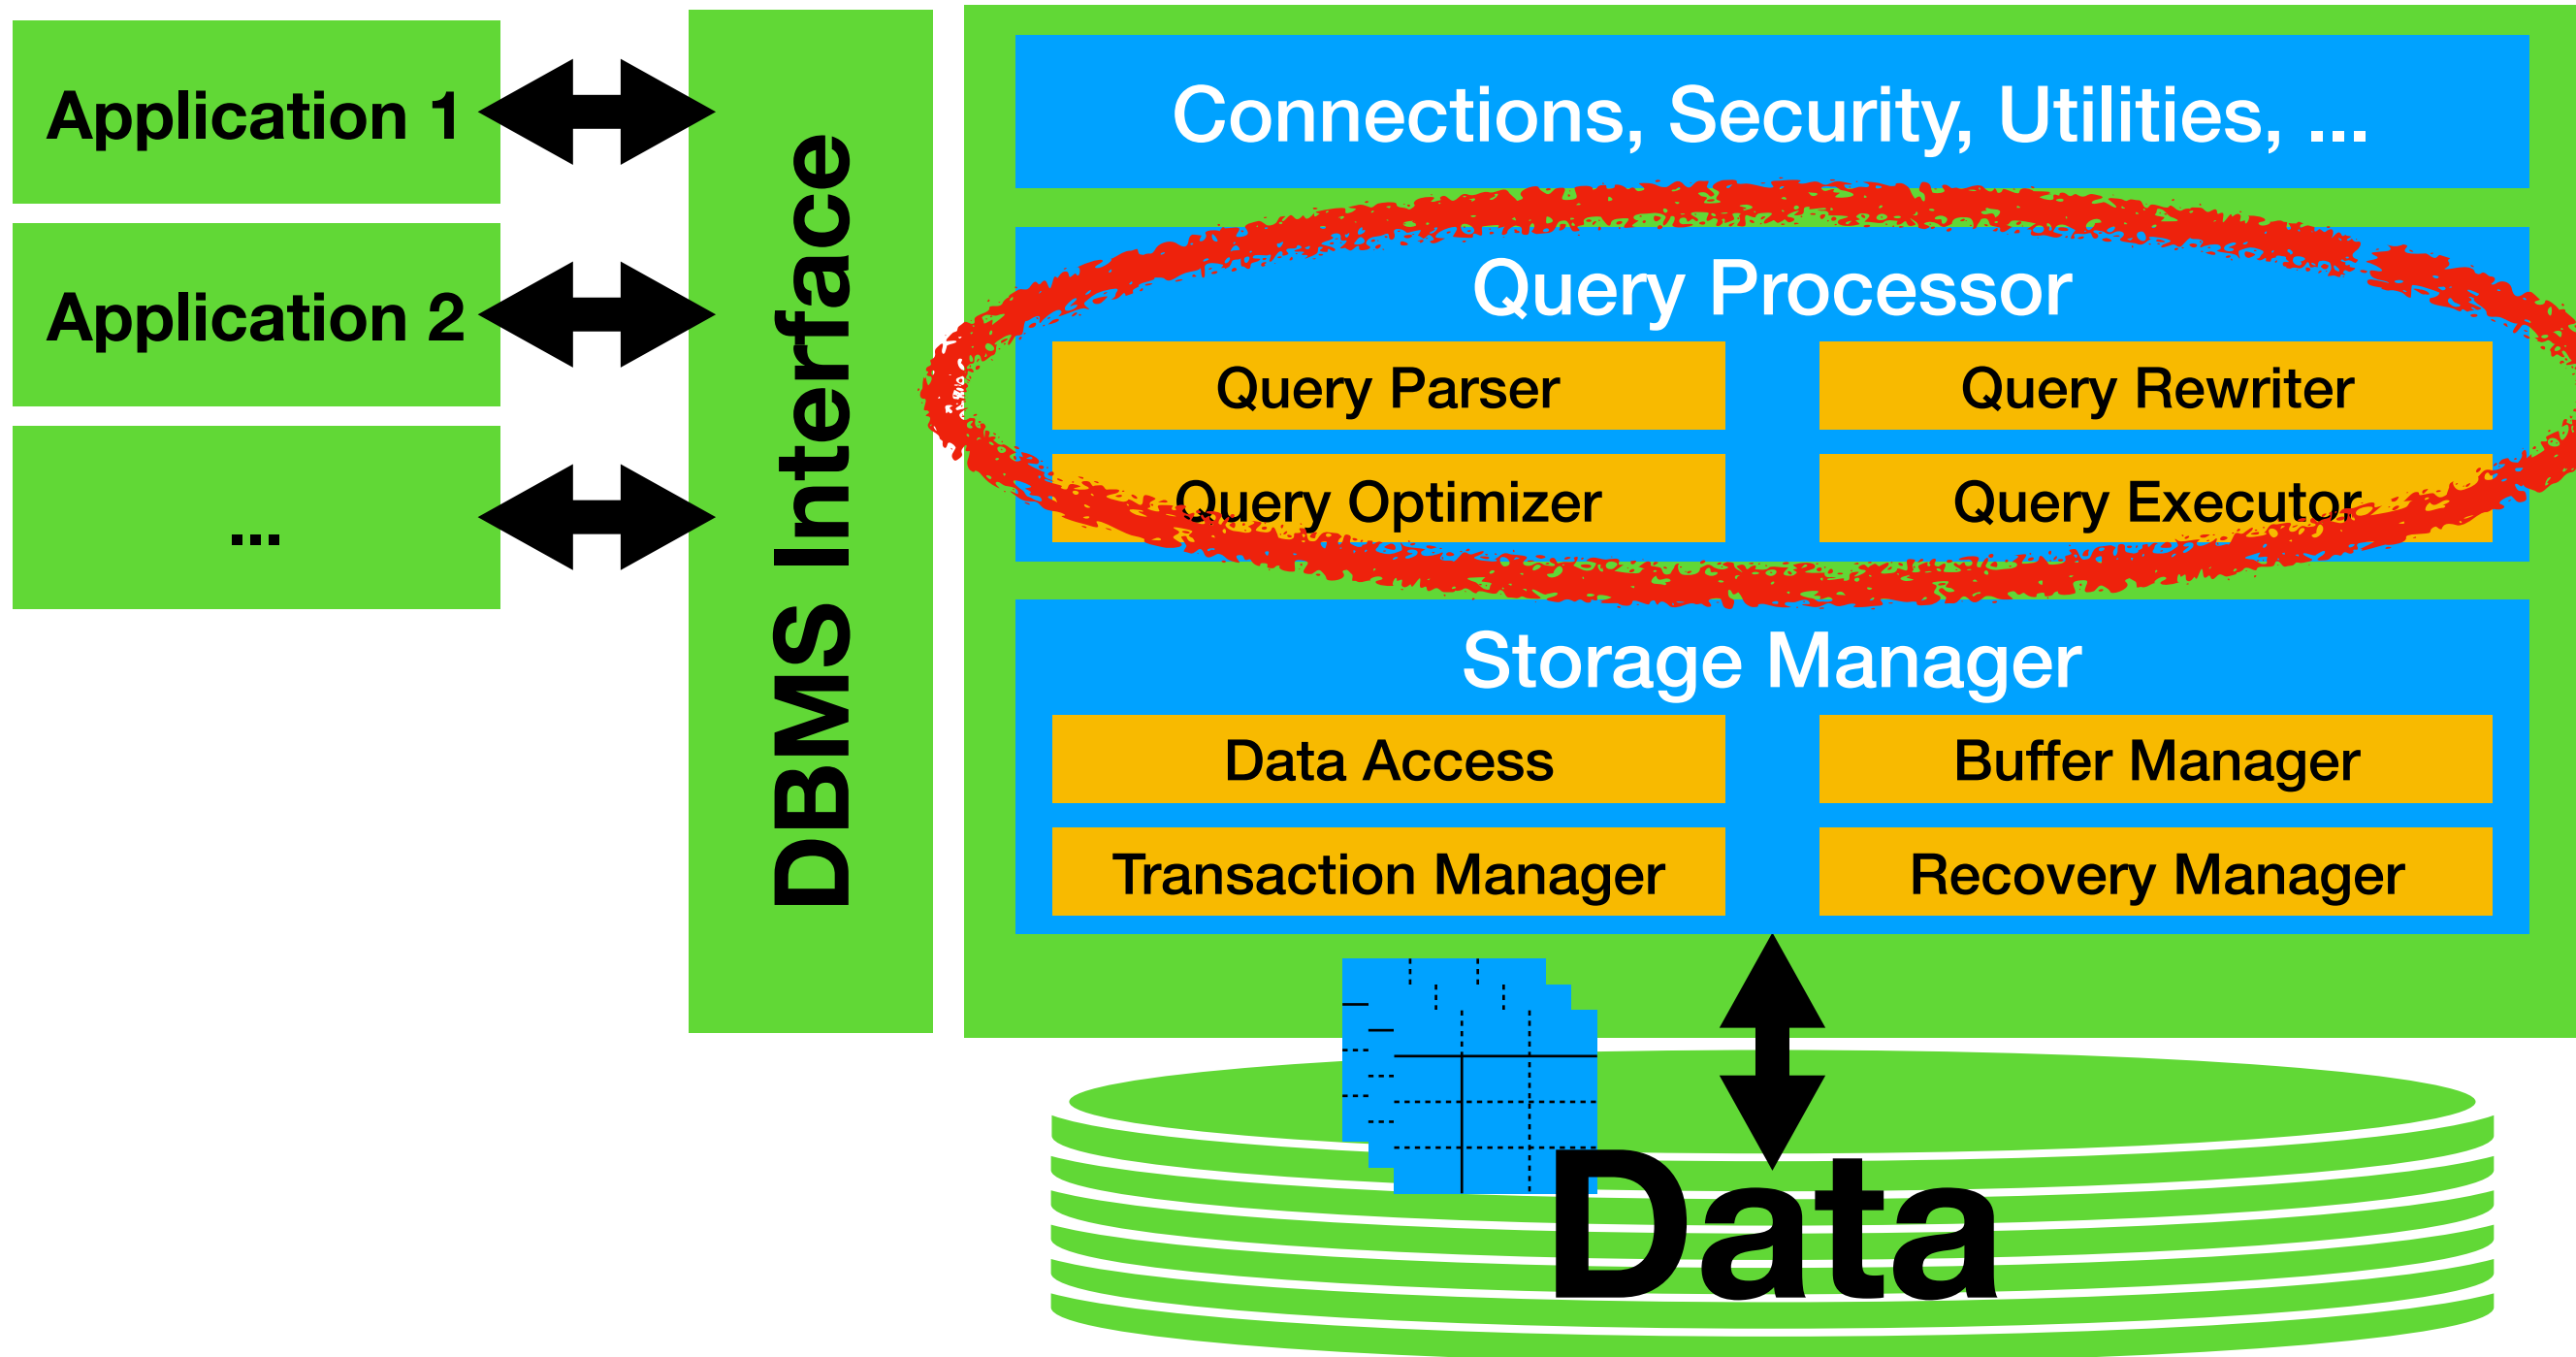 Application 1
Application 2
...
DBMS Interface
Connections, Security, Utilities, ...
Query Processor
Query Parser
Query Rewriter
Query Optimizer
Query Executor
Storage Manager
Data Access
Buffer Manager
Transaction Manager
Recovery Manager
Data